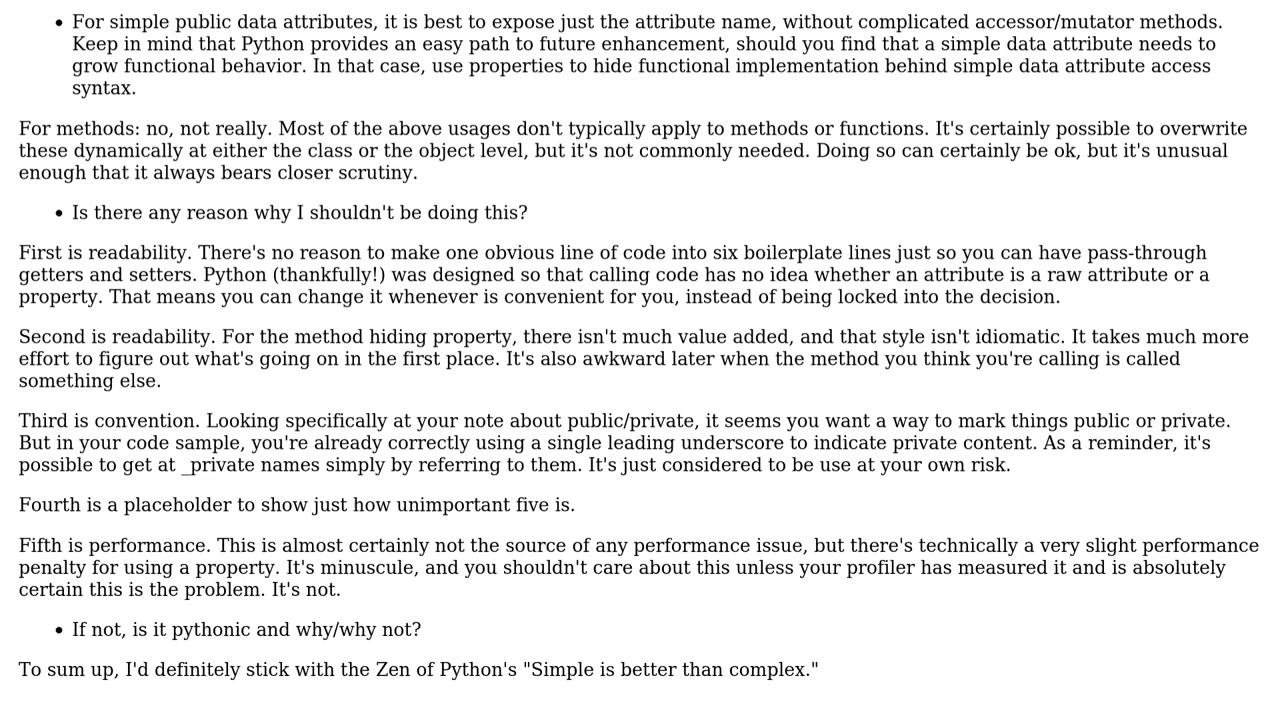 • For simple public data attributes, it is best to expose just the attribute name, without complicated accessor/mutator methods.
Keep in mind that Python provides an easy path to future enhancement, should you find that a simple data attribute needs to
grow functional behavior. In that case, use properties to hide functional implementation behind simple data attribute access
syntax.
For methods: no, not really. Most of the above usages don't typically apply to methods or functions. It's certainly possible to overwrite
these dynamically at either the class or the object level, but it's not commonly needed. Doing so can certainly be ok, but it's unusual
enough that it always bears closer scrutiny.
• Is there any reason why I shouldn't be doing this?
First is readability. There's no reason to make one obvious line of code into six boilerplate lines just so you can have pass-through
getters and setters. Python (thankfully!) was designed so that calling code has no idea whether an attribute is a raw attribute or a
property. That means you can change it whenever is convenient for you, instead of being locked into the decision.
Second is readability. For the method hiding property, there isn't much value added, and that style isn't idiomatic. It takes much more
effort to figure out what's going on in the first place. It's also awkward later when the method you think you're calling is called
something else.
Third is convention. Looking specifically at your note about public/private, it seems you want a way to mark things public or private.
But in your code sample, you're already correctly using a single leading underscore to indicate private content. As a reminder, it's
possible to get at _private names simply by referring to them. It's just considered to be use at your own risk.
Fourth is a placeholder to show just how unimportant five is.
Fifth is performance. This is almost certainly not the source of any performance issue, but there's technically a very slight performance
penalty for using a property. It's minuscule, and you shouldn't care about this unless your profiler has measured it and is absolutely
certain this is the problem. It's not.
• If not, is it pythonic and why/why not?
To sum up, I'd definitely stick with the Zen of Python's "Simple is better than complex."